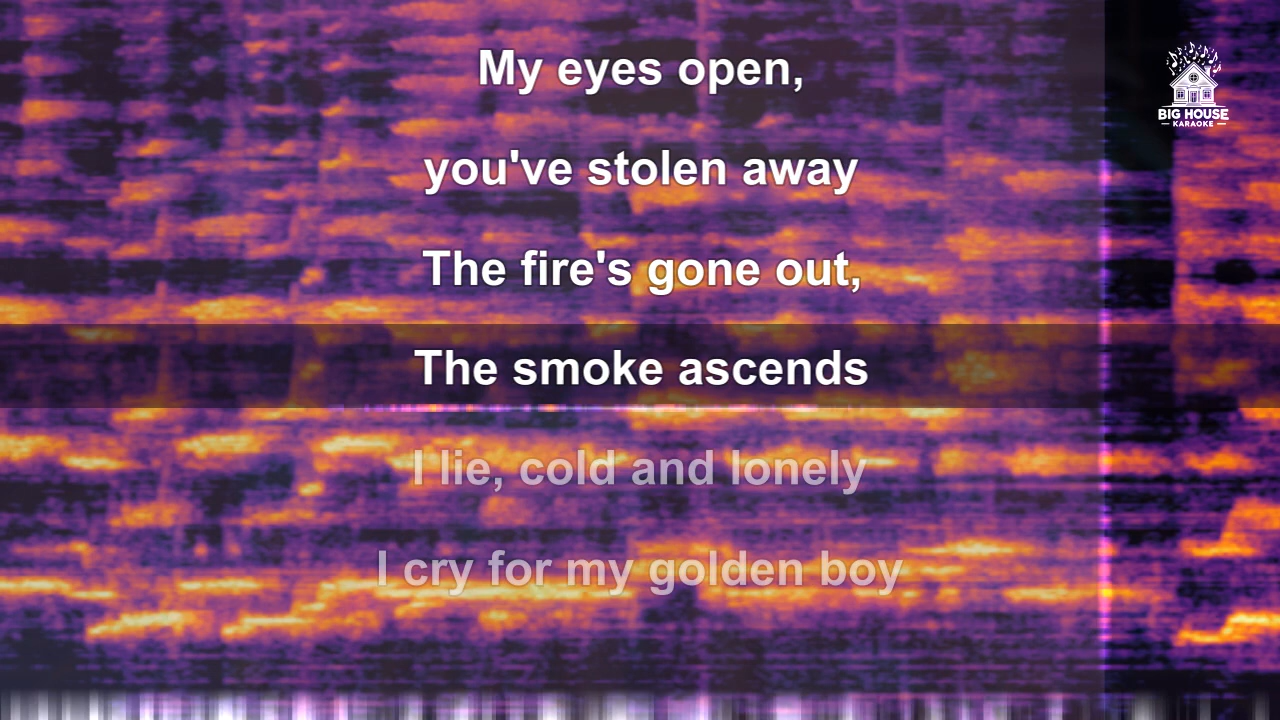 My eyes open,
you've stolen away
The fire's gone out,
The smoke ascends
I lie, cold and lonely
I cry for my golden boy
BIG HOUSE
KARAOKE